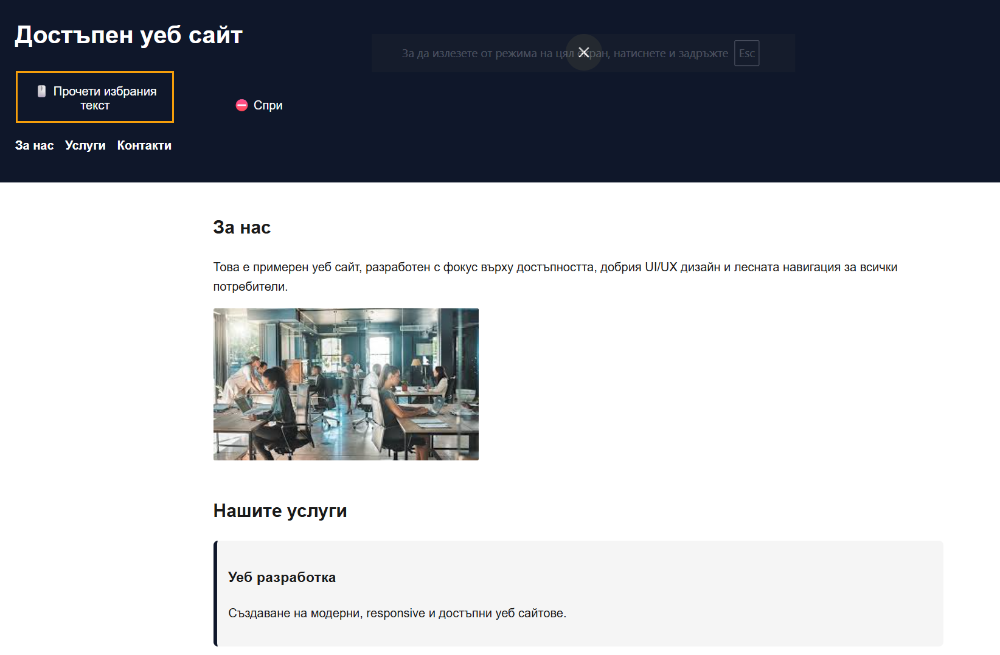 Достъпен уеб сайт
За да излезете от режима на цял екран, натиснете и задръжте Esc
Прочети избрания
текст
Спри
За нас Услуги Контакти
За нас
Това е примерен уеб сайт, разработен с фокус върху достъпността, добрия UI/UX дизайн и лесната навигация за всички
потребители.
Нашите услуги
Уеб разработка
Създаване на модерни, responsive и достъпни уеб сайтове.